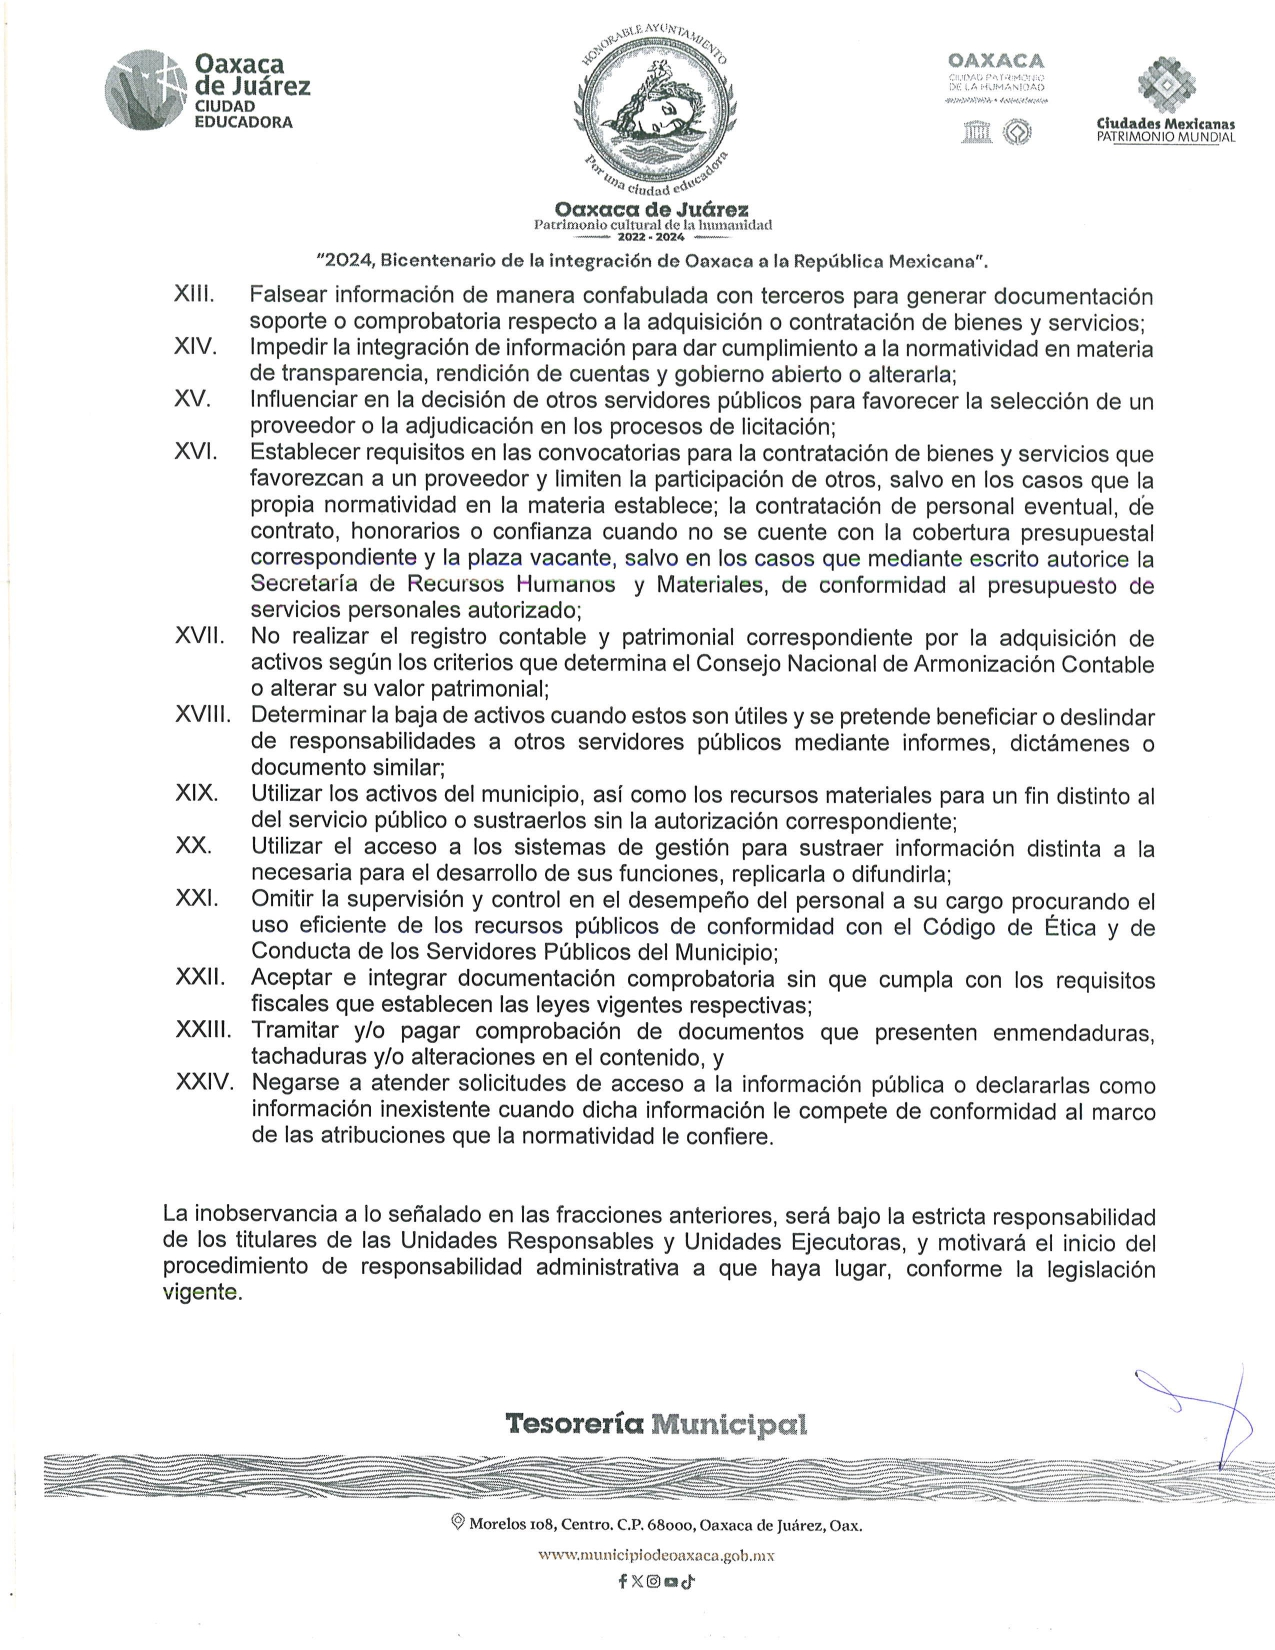 Oaxaca
de Juárez
CIUDAD
EDUCADORA
HONORABLE AYUNTAMIENTO
Por una ciudad educadora
Oaxaca de Juárez
Patrimonio cultural de la humanidad
2022 - 2024
OAXACA
CIUDAD PATRIMONIO
DE LA HUMANIDAD
Ciudades Mexicanas
PATRIMONIO MUNDIAL
"2024, Bicentenario de la integración de Oaxaca a la República Mexicana".
XIII. Falsear información de manera confabulada con terceros para generar documentación
soporte o comprobatoria respecto a la adquisición o contratación de bienes y servicios;
XIV. Impedir la integración de información para dar cumplimiento a la normatividad en materia
de transparencia, rendición de cuentas y gobierno abierto o alterarla;
XV. Influenciar en la decisión de otros servidores públicos para favorecer la selección de un
proveedor o la adjudicación en los procesos de licitación;
XVI. Establecer requisitos en las convocatorias para la contratación de bienes y servicios que
favorezcan a un proveedor y limiten la participación de otros, salvo en los casos que la
propia normatividad en la materia establece; la contratación de personal eventual, de
contrato, honorarios o confianza cuando no se cuente con la cobertura presupuestal
correspondiente y la plaza vacante, salvo en los casos que mediante escrito autorice la
Secretaría de Recursos Humanos y Materiales, de conformidad al presupuesto de
servicios personales autorizado;
XVII. No realizar el registro contable y patrimonial correspondiente por la adquisición de
activos según los criterios que determina el Consejo Nacional de Armonización Contable
o alterar su valor patrimonial;
XVIII. Determinar la baja de activos cuando estos son útiles y se pretende beneficiar o deslindar
de responsabilidades a otros servidores públicos mediante informes, dictámenes o
documento similar;
XIX. Utilizar los activos del municipio, así como los recursos materiales para un fin distinto al
del servicio público o sustraerlos sin la autorización correspondiente;
XX. Utilizar el acceso a los sistemas de gestión para sustraer información distinta a la
necesaria para el desarrollo de sus funciones, replicarla o difundirla;
XXI. Omitir la supervisión y control en el desempeño del personal a su cargo procurando el
uso eficiente de los recursos públicos de conformidad con el Código de Ética y de
Conducta de los Servidores Públicos del Municipio;
XXII. Aceptar e integrar documentación comprobatoria sin que cumpla con los requisitos
fiscales que establecen las leyes vigentes respectivas;
XXIII. Tramitar y/o pagar comprobación de documentos que presenten enmendaduras,
tachaduras y/o alteraciones en el contenido, y
XXIV. Negarse a atender solicitudes de acceso a la información pública o declararlas como
información inexistente cuando dicha información le compete de conformidad al marco
de las atribuciones que la normatividad le confiere.
La inobservancia a lo señalado en las fracciones anteriores, será bajo la estricta responsabilidad
de los titulares de las Unidades Responsables y Unidades Ejecutoras, y motivará el inicio del
procedimiento de responsabilidad administrativa a que haya lugar, conforme la legislación
vigente.
Tesorería Municipal
Morelos 108, Centro. C.P. 68000, Oaxaca de Juárez, Oax.
www.municipiodeoaxaca.gob.mx